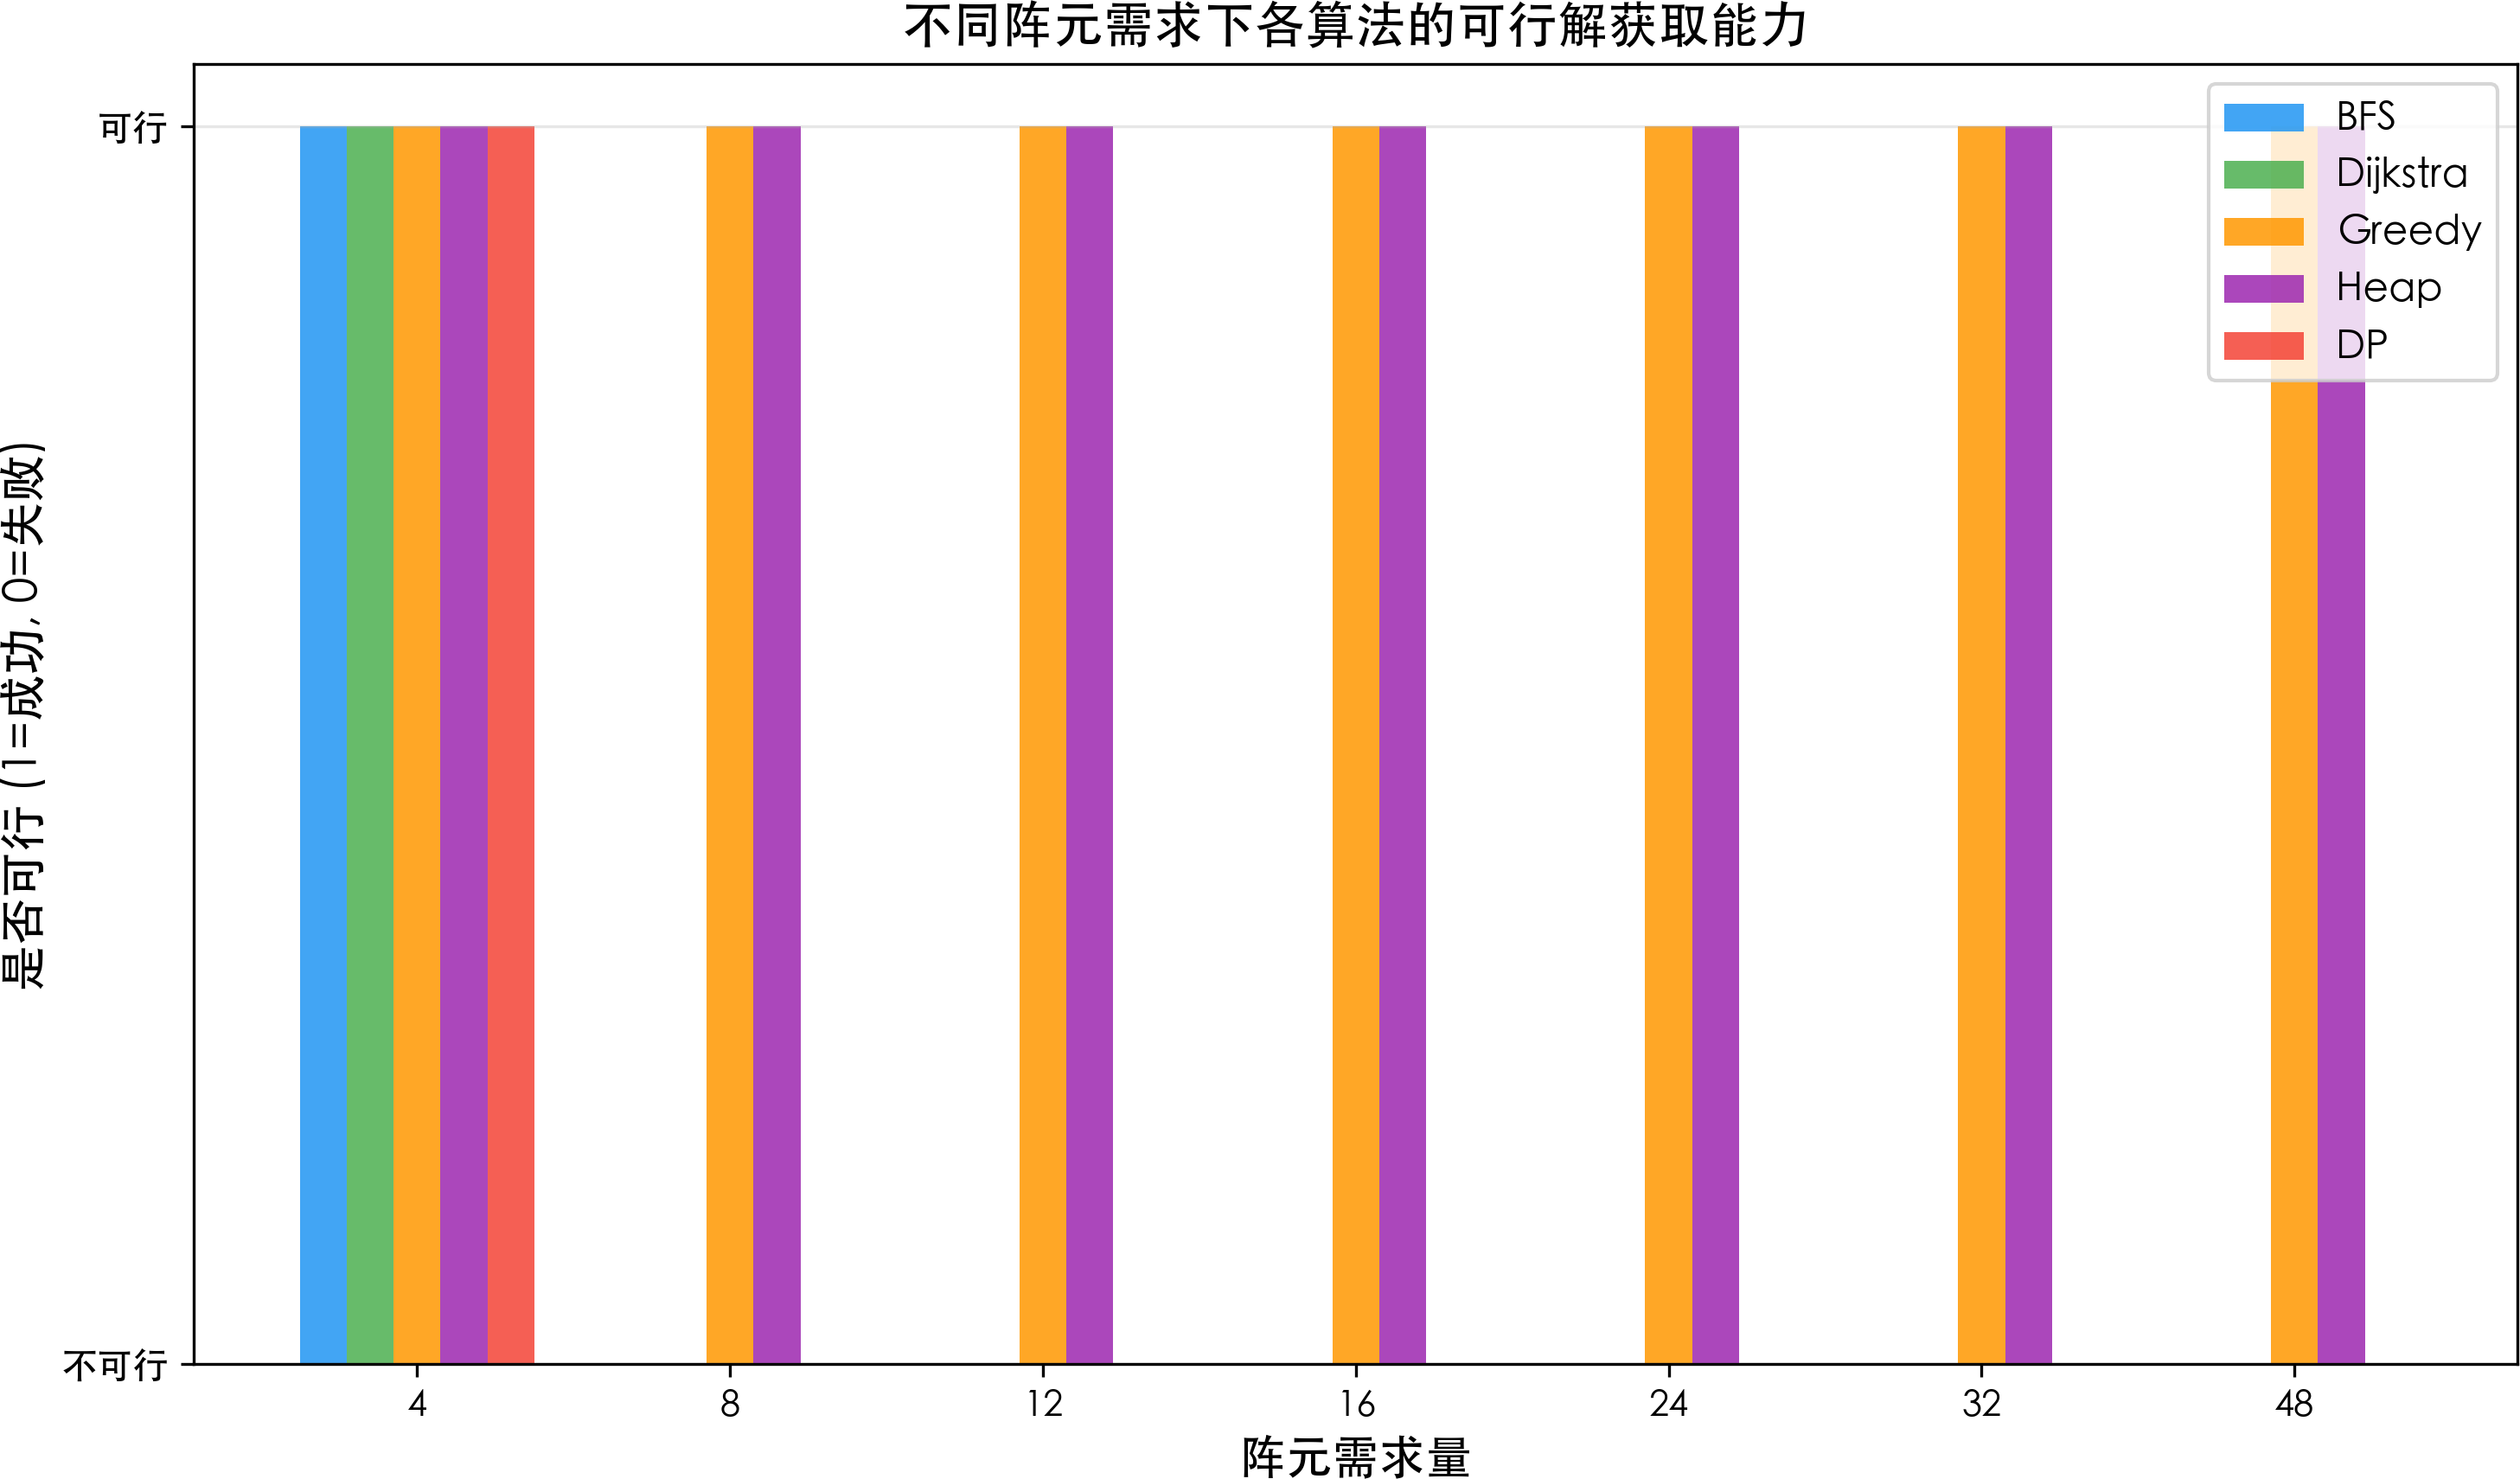 不同阵元需求下各算法的可行解获取能力
可行
不可行
是否可行 (1=成功, 0=失败)
BFS
Dijkstra
Greedy
Heap
DP
4
8
12
16
24
32
48
阵元需求量